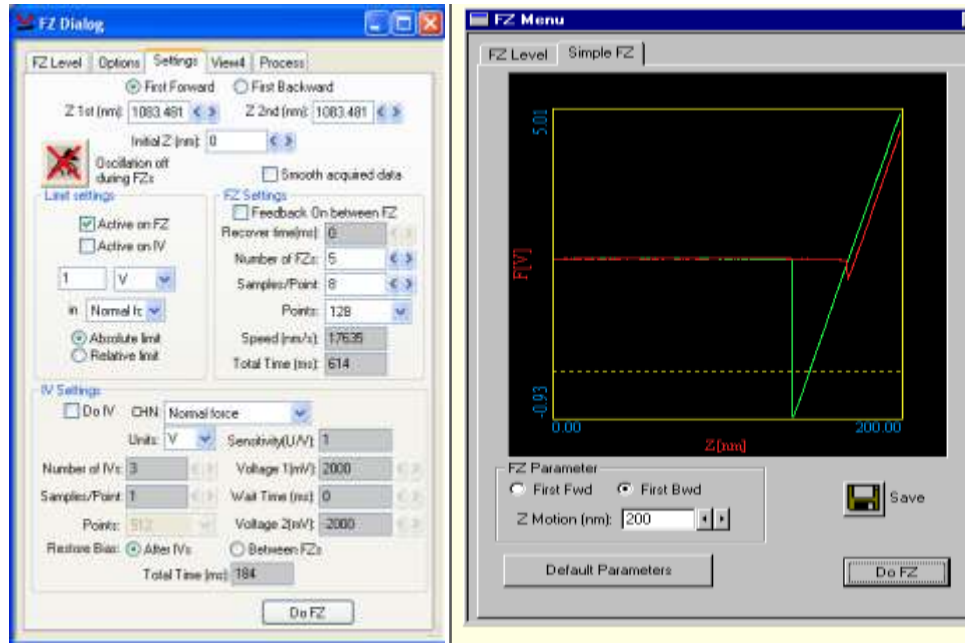 FZ Dialog
FZ Level Options Settings View4 Process
First Forward First Backward
Z 1st (nm): 1083.481 Z 2nd (nm): 1083.481
Initial Z (nm): 0
Oscillation off
during FZs
Smooth acquired data
Limit settings
Active on FZ
Active on IV
1 V
in Normal fc
Absolute limit
Relative limit
FZ Settings
Feedback On between FZ
Recover time(ms): 0
Number of FZs: 5
Samples/Point: 8
Points: 128
Speed (nm/s): 17635
Total Time (ms): 614
IV Settings
Do IV CHN: Normal force
Units: V Sensitivity(U/V): 1
Number of IVs: 3 Voltage 1(mV): 2000
Samples/Point: 1 Wait Time (ms): 0
Points: 512 Voltage 2(mV): -2000
Restore Bias: After IVs Between FZs
Total Time (ms): 184
Do FZ
FZ Menu
FZ Level Simple FZ
5.01
F[V]
-0.93
0.00 200.00
Z[nm]
FZ Parameter
First Fwd First Bwd
Z Motion (nm): 200
Save
Default Parameters
Do FZ